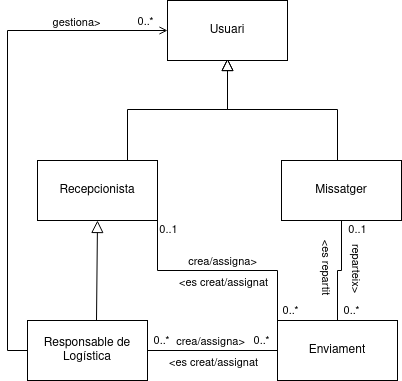 gestiona>
0..*
Usuari
Recepcionista
Missatger
0..1
0..1
crea/assigna>
<es creat/assignat
<es repartit
reparteix>
0..*
0..*
Responsable de
Logística
0..*
crea/assigna>
0..*
<es creat/assignat
Enviament